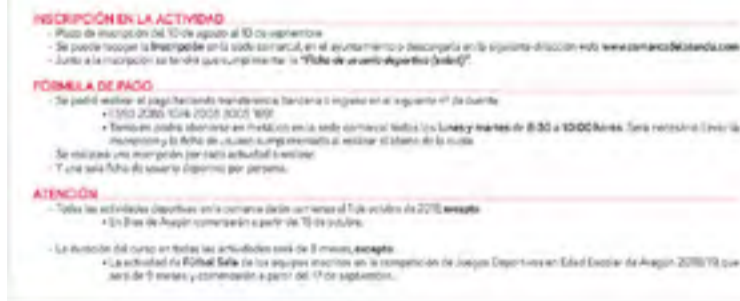 INSCRIPCIÓN EN LA ACTIVIDAD
- Plazo de inscripción del 10 de agosto al 10 de septiembre
- Se puede recoger la Inscripción en la sede comarcal, en el ayuntamiento o descargarla en la siguiente dirección web www.comarcadelaranda.com
- Junto a la inscripción se tendrá que cumplimentar la "Ficha de usuario deportivo (salud)".
FÓRMULA DE PAGO
- Se podrá realizar el pago haciendo transferencia bancaria o ingreso en el siguiente nº de cuenta:
• También podrá abonarse en metálico en la sede comarcal todos los Lunes y martes de 8:30 a 10:00 horas. Será necesario llevar la
inscripción y la ficha de usuario cumplimentada al realizar el abono de la cuota.
- Se realizará una inscripción por cada actividad a realizar.
- Y una sola ficha de usuario deportivo por persona.
ATENCIÓN
- Todas las actividades deportivas en la comarca darán comienzo el 1 de octubre de 2018, excepto:
• En Brea de Aragón comenzarán a partir de 15 de octubre.
- La duración del curso en todas las actividades será de 8 meses, excepto:
• La actividad de Fútbol Sala de los equipos inscritos en la competición de Juegos Deportivos en Edad Escolar de Aragón 2018/19, que
será de 9 meses y comenzarán a partir del 17 de septiembre.